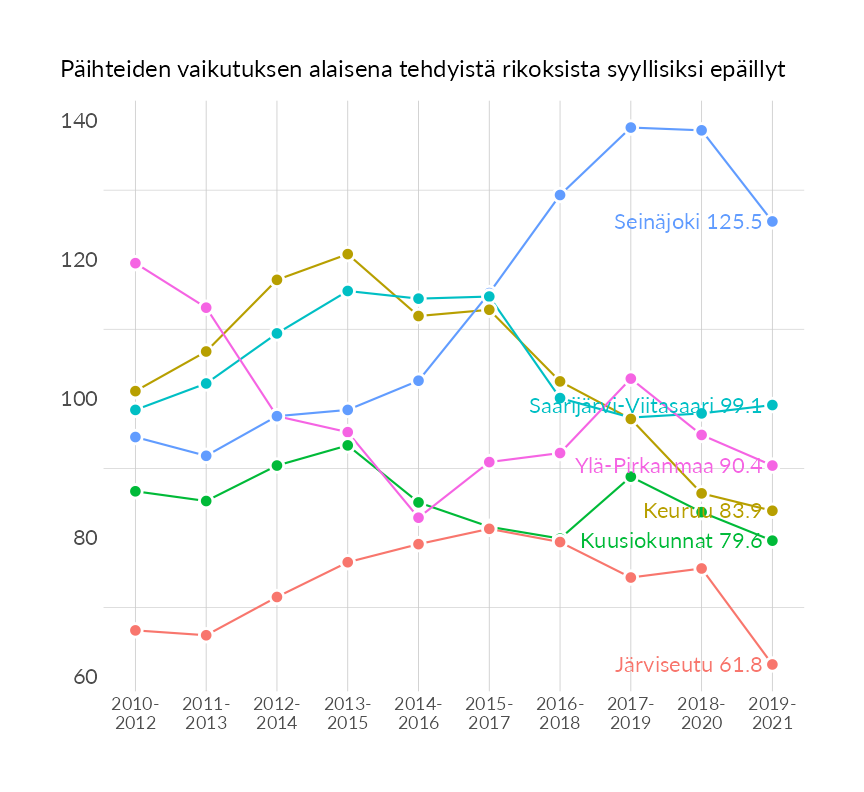 Päihteiden vaikutuksen alaisena tehdyistä rikoksista syyllisiksi epäillyt
140
120
100
80
60
Seinäjoki 125.5
Saarijärvi-Viitasaari 99.1
Ylä-Pirkanmaa 90.4
Keuruu 83.9
Kuusiokunnat 79.6
Järviseutu 61.8
2010- 2011- 2012- 2013- 2014- 2015- 2016- 2017- 2018- 2019-
2012 2013 2014 2015 2016 2017 2018 2019 2020 2021